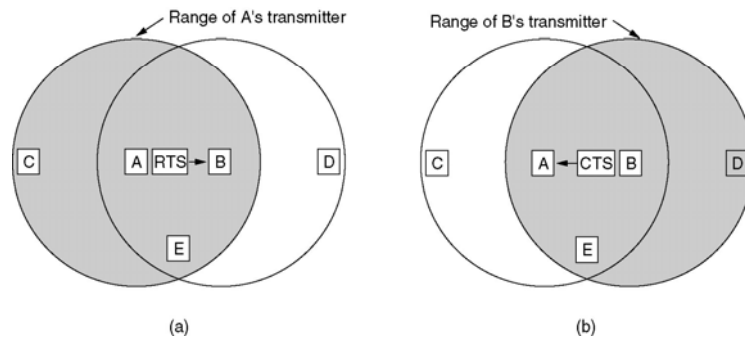 Range of A's transmitter
C
A
RTS
B
D
E
(a)
Range of B's transmitter
C
A
CTS
B
D
E
(b)